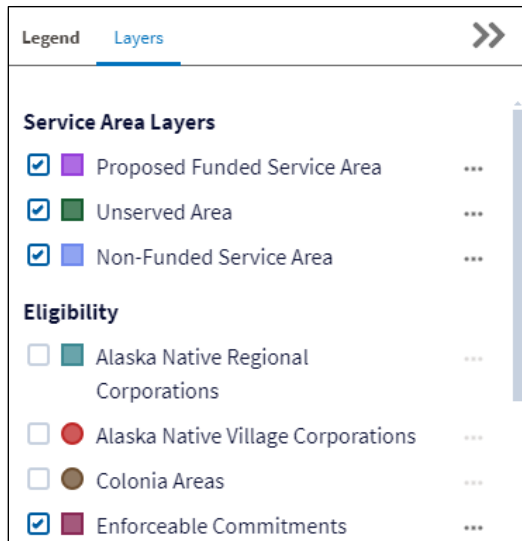 Legend Layers
Service Area Layers
Proposed Funded Service Area
Unserved Area
Non-Funded Service Area
Eligibility
Alaska Native Regional
Corporations
Alaska Native Village Corporations
Colonia Areas
Enforceable Commitments